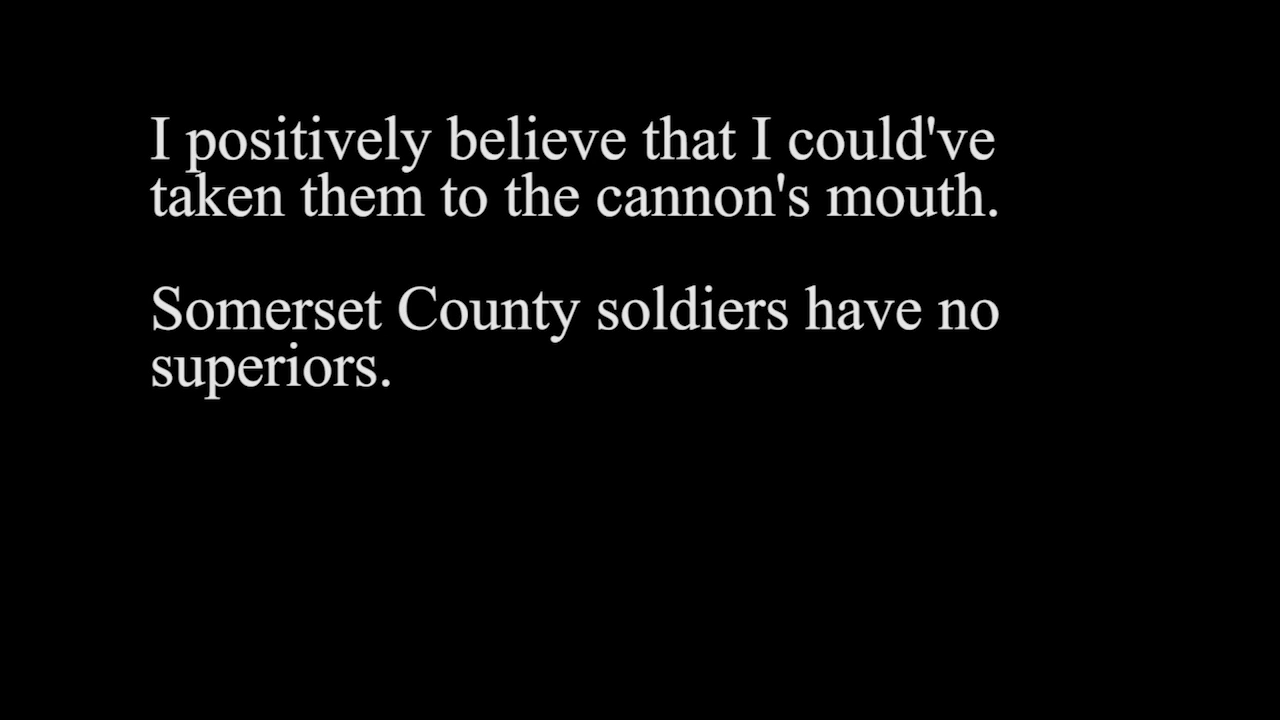 I positively believe that I could've
taken them to the cannon's mouth.
Somerset County soldiers have no
superiors.